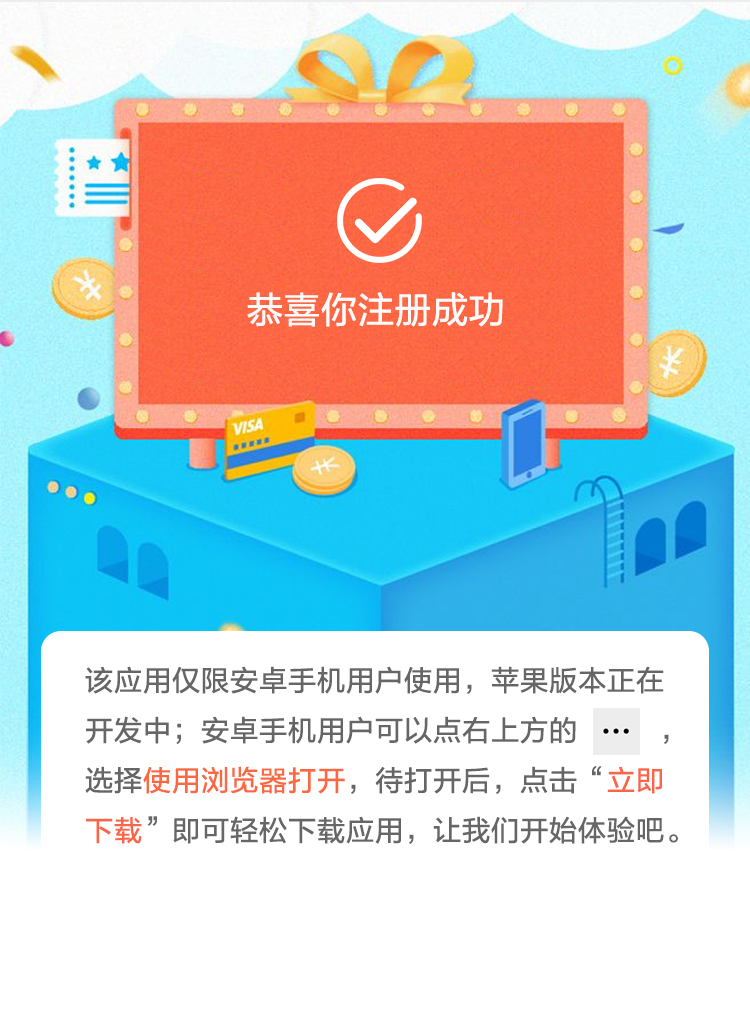 恭喜你注册成功
VISA
该应用仅限安卓手机用户使用，苹果版本正在
开发中；安卓手机用户可以点右上方的 ··· ，
选择使用浏览器打开，待打开后，点击“立即
下载”即可轻松下载应用，让我们开始体验吧。